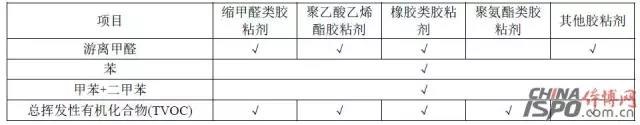 项目 缩甲醛类胶粘剂 聚乙酸乙烯酯胶粘剂 橡胶类胶粘剂 聚氨酯类胶粘剂 其他胶粘剂
游离甲醛 √ √ √ √
苯 √
甲苯+二甲苯 √
总挥发性有机化合物(TVOC) √ √ √ √
CHINA ISPO 侍博网
.com.cn